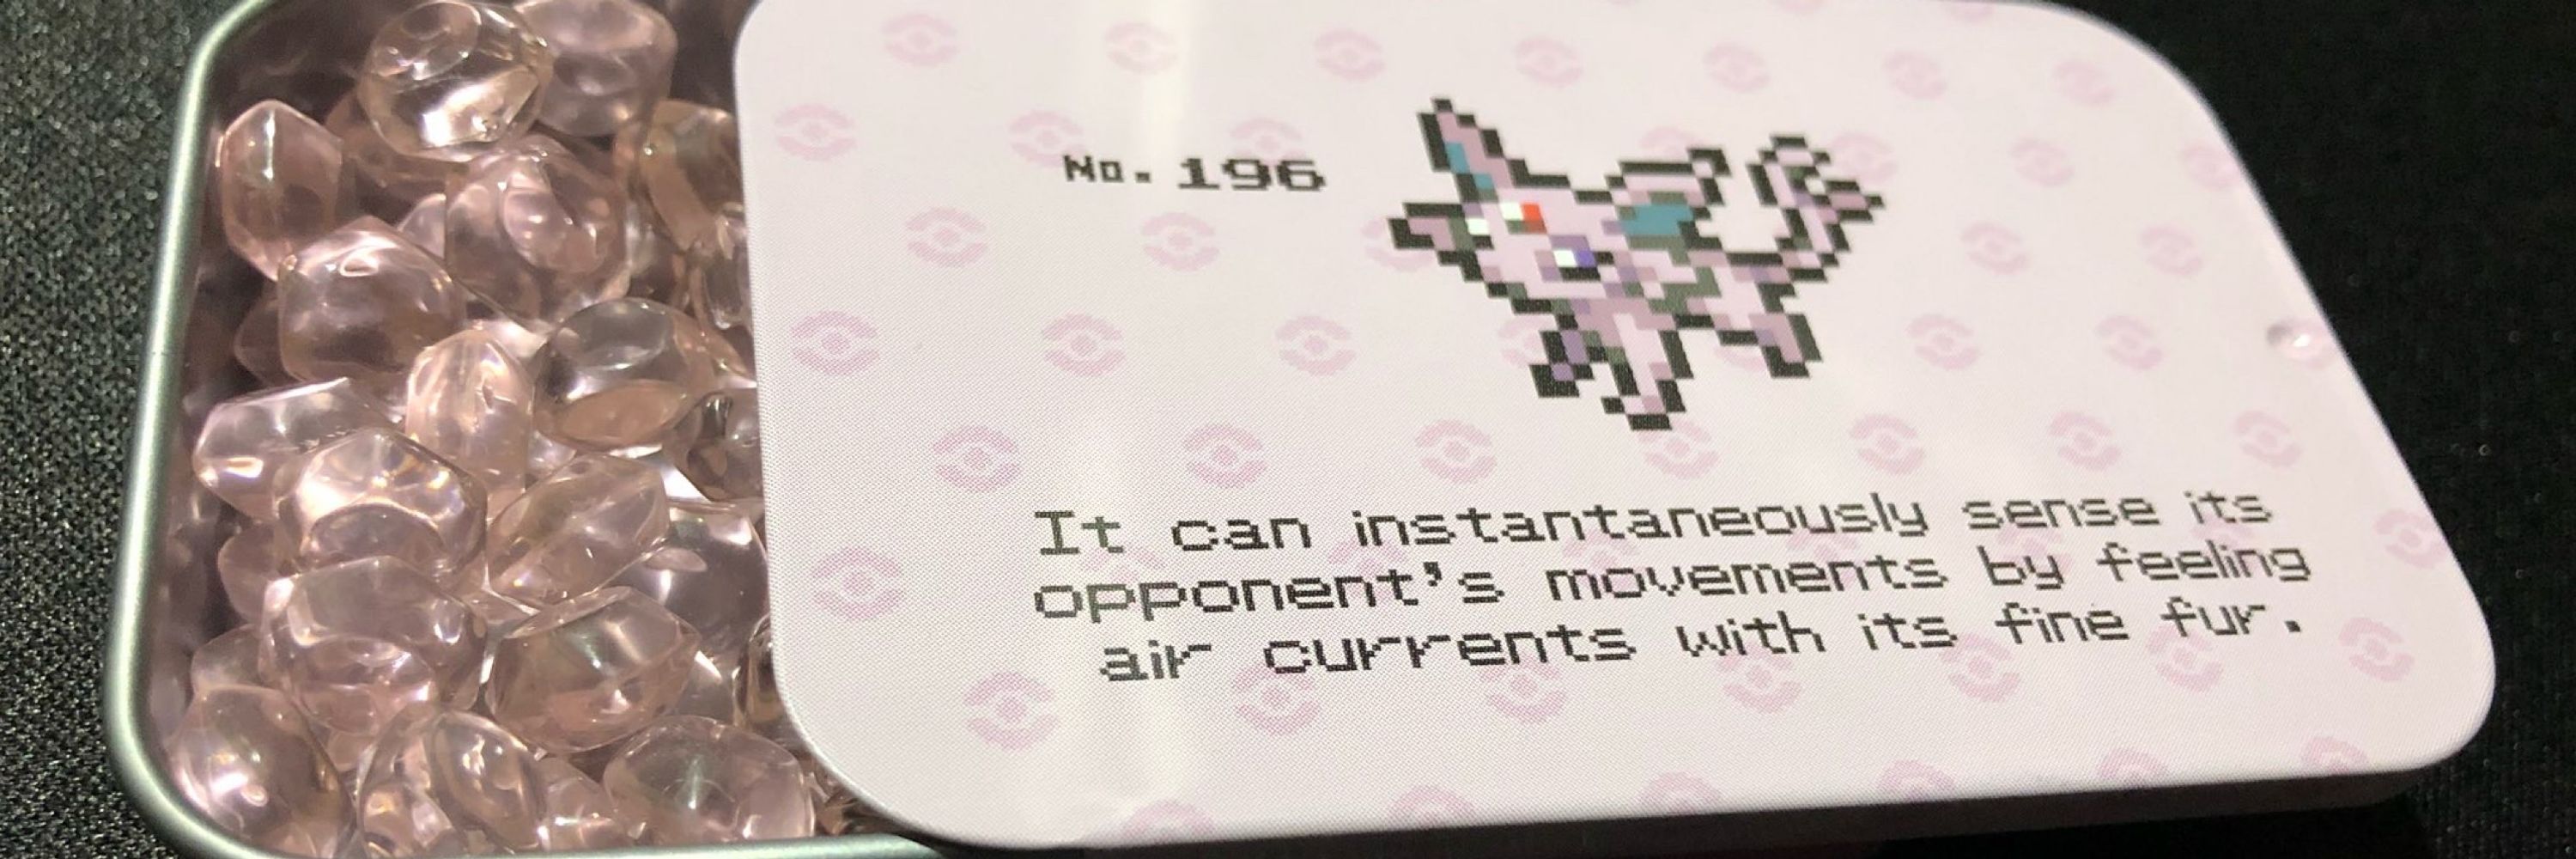 No. 196
It can instantaneously sense its
opponent's movements by feeling
air currents with its fine fur.